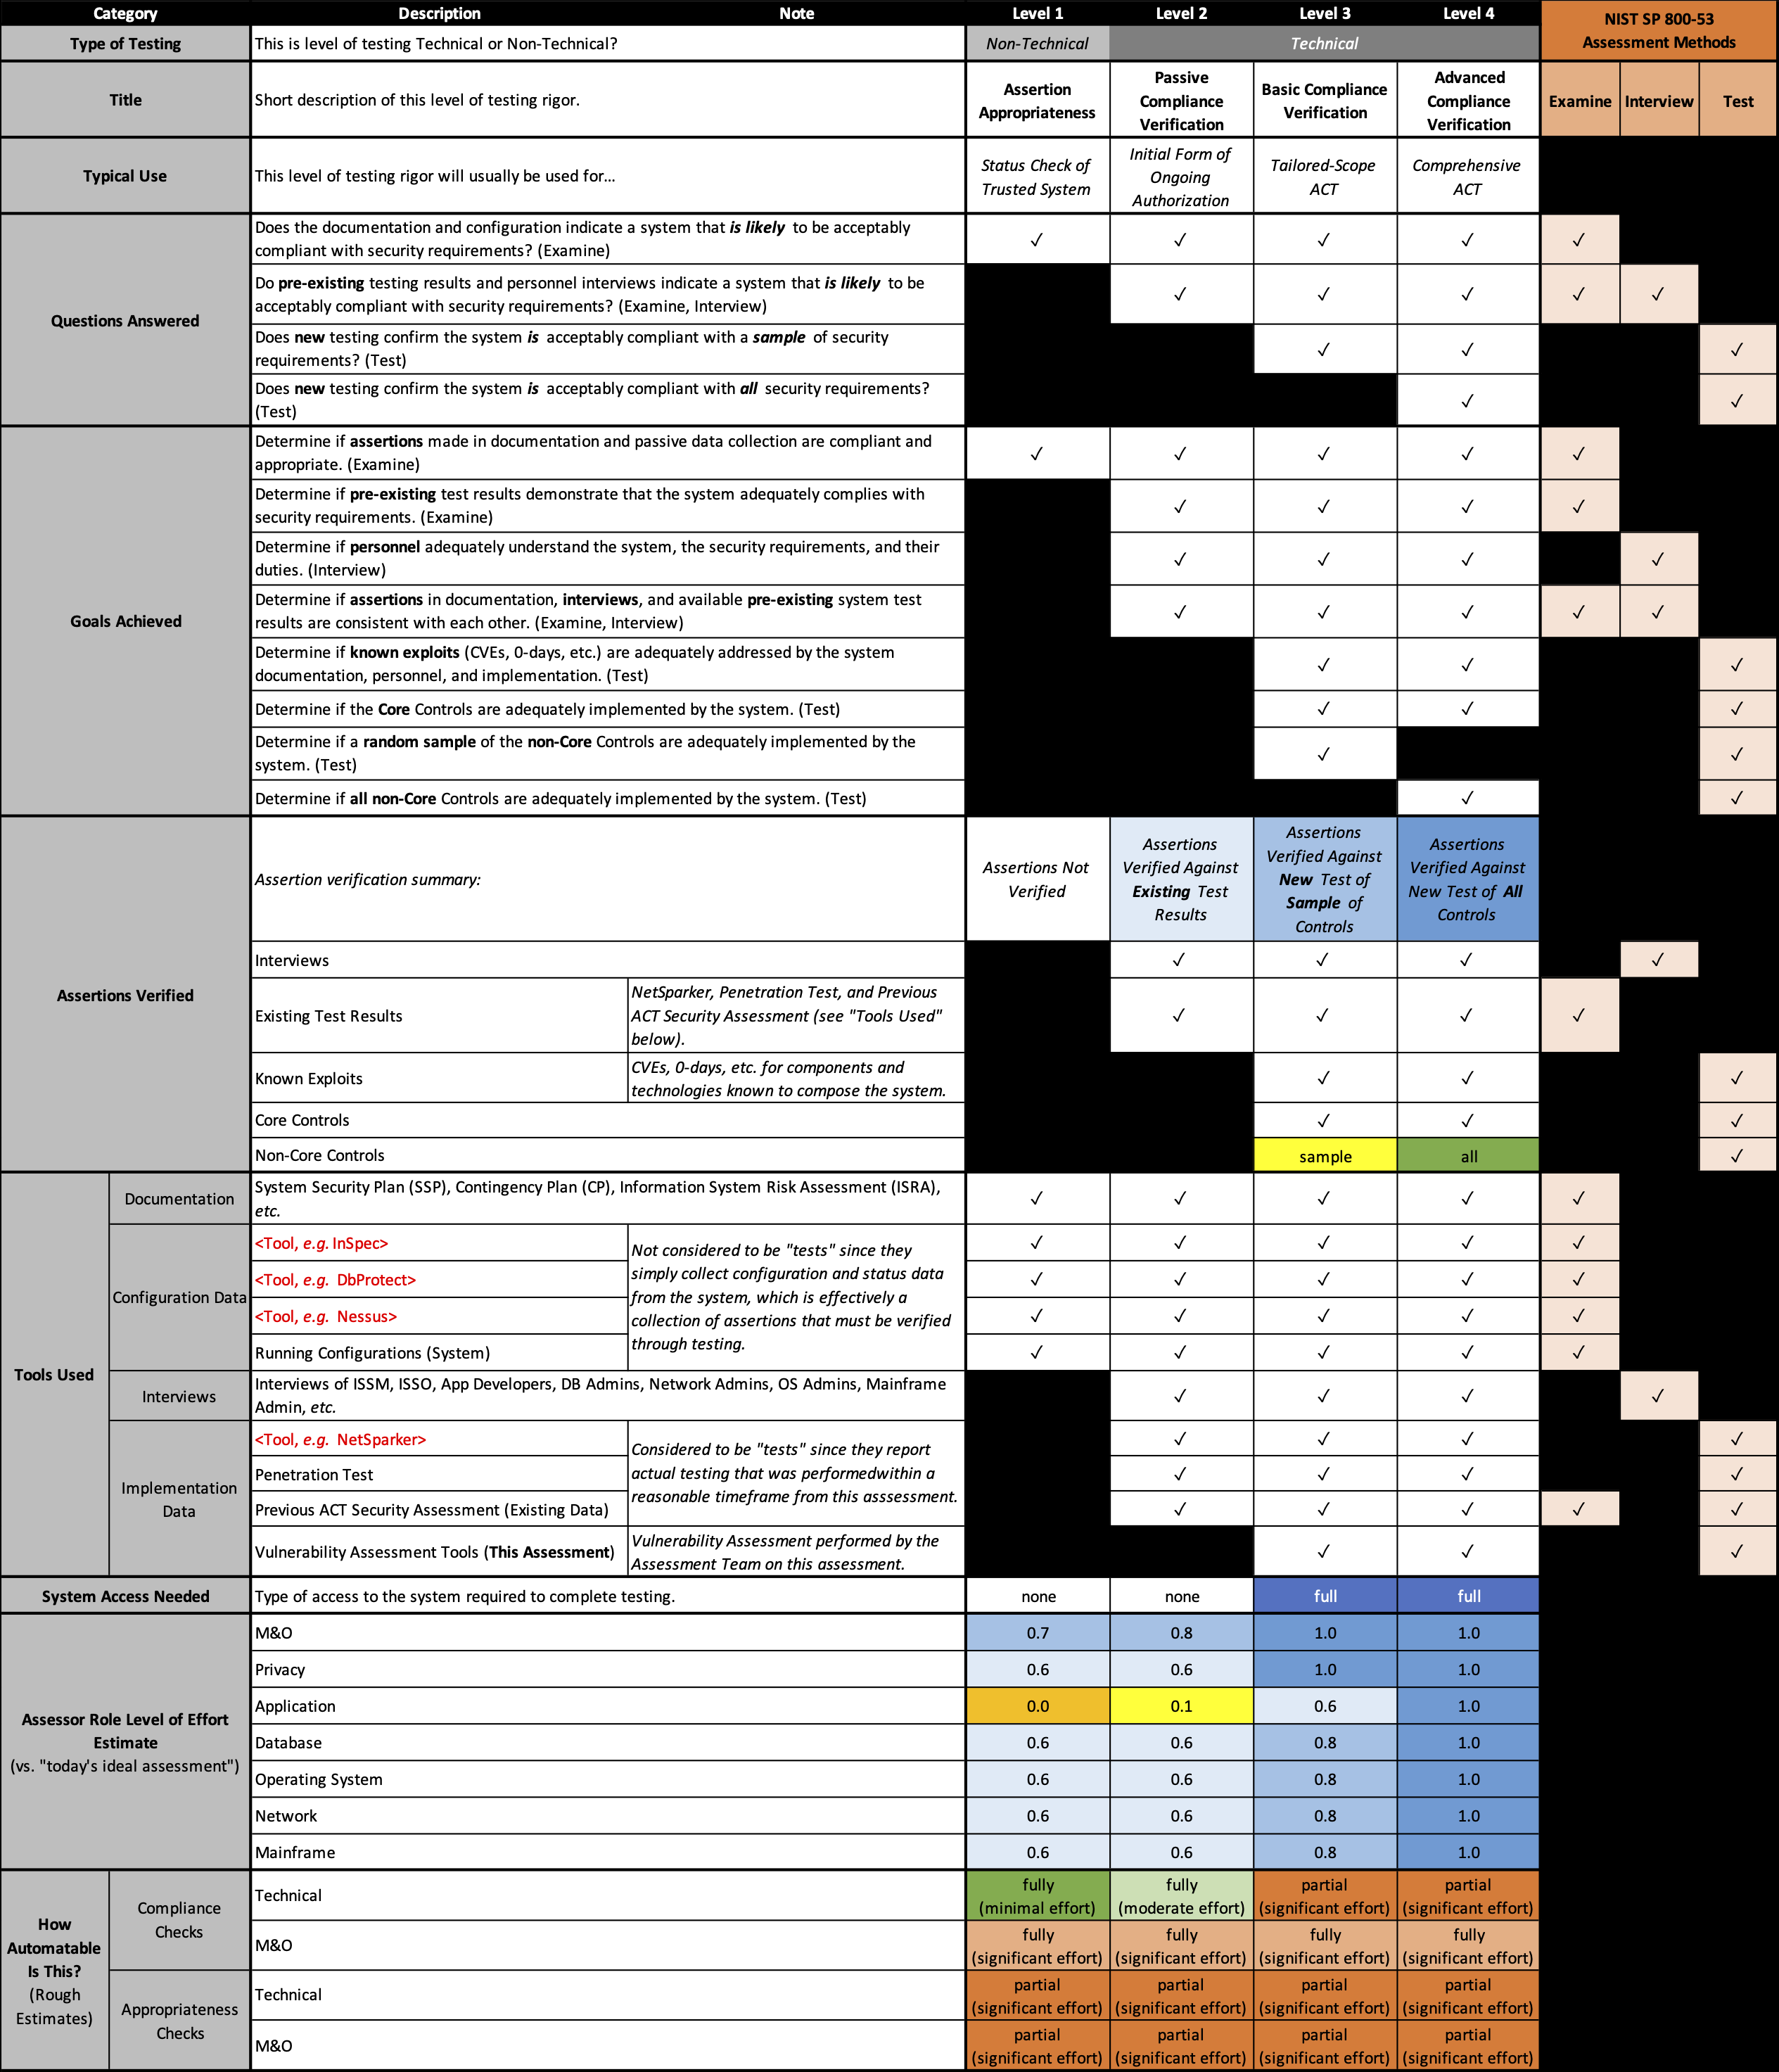 Category Description Note Level 1 Level 2 Level 3 Level 4 NIST SP 800-53
Assessment Methods
Type of Testing This is level of testing Technical or Non-Technical? Non-Technical Technical
Title Short description of this level of testing rigor.
Assertion
Appropriateness
Passive
Compliance
Verification
Basic Compliance
Verification
Advanced
Compliance
Verification
Examine Interview Test
Typical Use This level of testing rigor will usually be used for...
Status Check of
Trusted System
Initial Form of
Ongoing
Authorization
Tailored-Scope
ACT
Comprehensive
ACT
Questions Answered
Does the documentation and configuration indicate a system that is likely to be acceptably
compliant with security requirements? (Examine)
✓ ✓ ✓ ✓ ✓
Do pre-existing testing results and personnel interviews indicate a system that is likely to be
acceptably compliant with security requirements? (Examine, Interview)
✓ ✓ ✓ ✓ ✓
Does new testing confirm the system is acceptably compliant with a sample of security
requirements? (Test)
✓ ✓ ✓
Does new testing confirm the system is acceptably compliant with all security requirements?
(Test)
✓ ✓
Goals Achieved
Determine if assertions made in documentation and passive data collection are compliant and
appropriate. (Examine)
✓ ✓ ✓ ✓ ✓
Determine if pre-existing test results demonstrate that the system adequately complies with
security requirements. (Examine)
✓ ✓ ✓ ✓
Determine if personnel adequately understand the system, the security requirements, and their
duties. (Interview)
✓ ✓ ✓ ✓
Determine if assertions in documentation, interviews, and available pre-existing system test
results are consistent with each other. (Examine, Interview)
✓ ✓ ✓ ✓ ✓
Determine if known exploits (CVEs, 0-days, etc.) are adequately addressed by the system
documentation, personnel, and implementation. (Test)
✓ ✓ ✓
Determine if the Core Controls are adequately implemented by the system. (Test) ✓ ✓ ✓
Determine if a random sample of the non-Core Controls are adequately implemented by the
system. (Test)
✓ ✓
Determine if all non-Core Controls are adequately implemented by the system. (Test) ✓ ✓
Assertions Verified
Assertion verification summary:
Assertions Not
Verified
Assertions
Verified Against
Existing Test
Results
Assertions
Verified Against
New Test of
Sample of
Controls
Assertions
Verified Against
New Test of All
Controls
Interviews ✓ ✓ ✓ ✓
Existing Test Results
NetSparker, Penetration Test, and Previous
ACT Security Assessment (see "Tools Used"
below).
✓ ✓ ✓ ✓
Known Exploits
CVEs, 0-days, etc. for components and
technologies known to compose the system.
✓ ✓ ✓
Core Controls ✓ ✓ ✓
Non-Core Controls sample all ✓
Tools Used
Documentation
System Security Plan (SSP), Contingency Plan (CP), Information System Risk Assessment (ISRA),
etc.
✓ ✓ ✓ ✓ ✓
Configuration Data
<Tool, e.g. InSpec> ✓ ✓ ✓ ✓ ✓
<Tool, e.g. DbProtect> ✓ ✓ ✓ ✓ ✓
<Tool, e.g. Nessus> ✓ ✓ ✓ ✓ ✓
Running Configurations (System) ✓ ✓ ✓ ✓ ✓
Not considered to be "tests" since they
simply collect configuration and status data
from the system, which is effectively a
collection of assertions that must be verified
through testing.
Interviews
Interviews of ISSM, ISSO, App Developers, DB Admins, Network Admins, OS Admins, Mainframe
Admin, etc.
✓ ✓ ✓ ✓
Implementation
Data
<Tool, e.g. NetSparker> ✓ ✓ ✓ ✓
Penetration Test ✓ ✓ ✓ ✓
Previous ACT Security Assessment (Existing Data) ✓ ✓ ✓ ✓ ✓
Considered to be "tests" since they report
actual testing that was performedwithin a
reasonable timeframe from this asssessment.
Vulnerability Assessment Tools (This Assessment)
Vulnerability Assessment performed by the
Assessment Team on this assessment.
✓ ✓ ✓
System Access Needed Type of access to the system required to complete testing. none none full full
Assessor Role Level of Effort
Estimate
(vs. "today's ideal assessment")
M&O 0.7 0.8 1.0 1.0
Privacy 0.6 0.6 1.0 1.0
Application 0.0 0.1 0.6 1.0
Database 0.6 0.6 0.8 1.0
Operating System 0.6 0.6 0.8 1.0
Network 0.6 0.6 0.8 1.0
Mainframe 0.6 0.6 0.8 1.0
How
Automatable
Is This?
(Rough
Estimates)
Compliance
Checks
Technical
fully fully partial partial
(minimal effort) (moderate effort) (significant effort) (significant effort)
M&O
fully fully fully fully
(significant effort) (significant effort) (significant effort) (significant effort)
Appropriateness
Checks
Technical
partial partial partial partial
(significant effort) (significant effort) (significant effort) (significant effort)
M&O
partial partial partial partial
(significant effort) (significant effort) (significant effort) (significant effort)